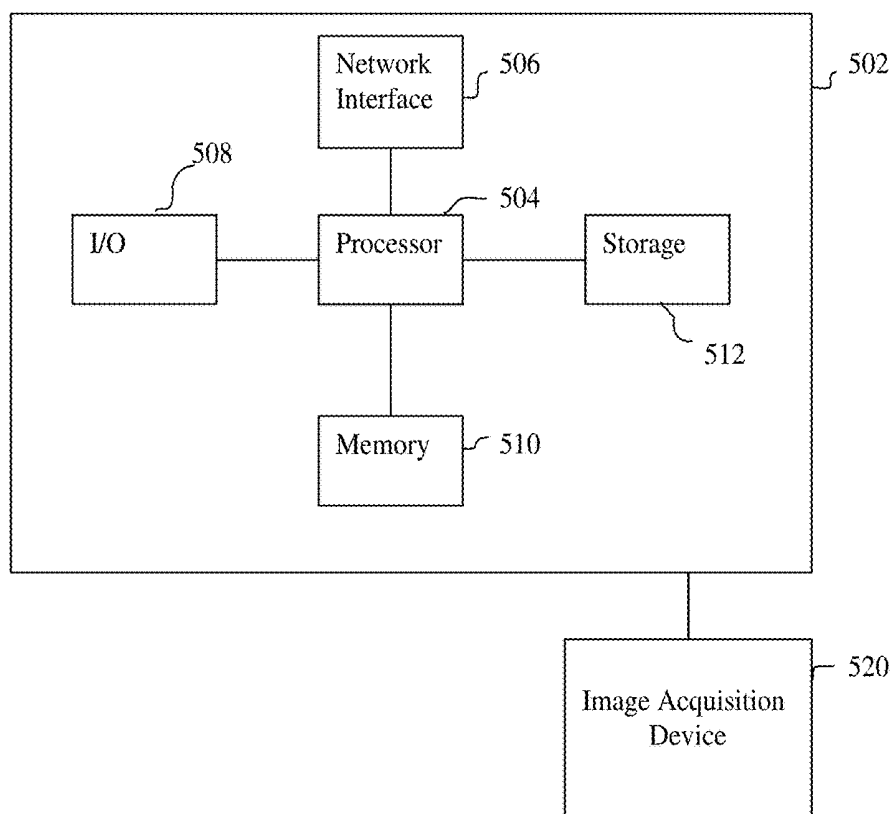 Network
Interface
506
502
508
504
I/O
Processor
Storage
512
Memory
510
520
Image Acquisition
Device